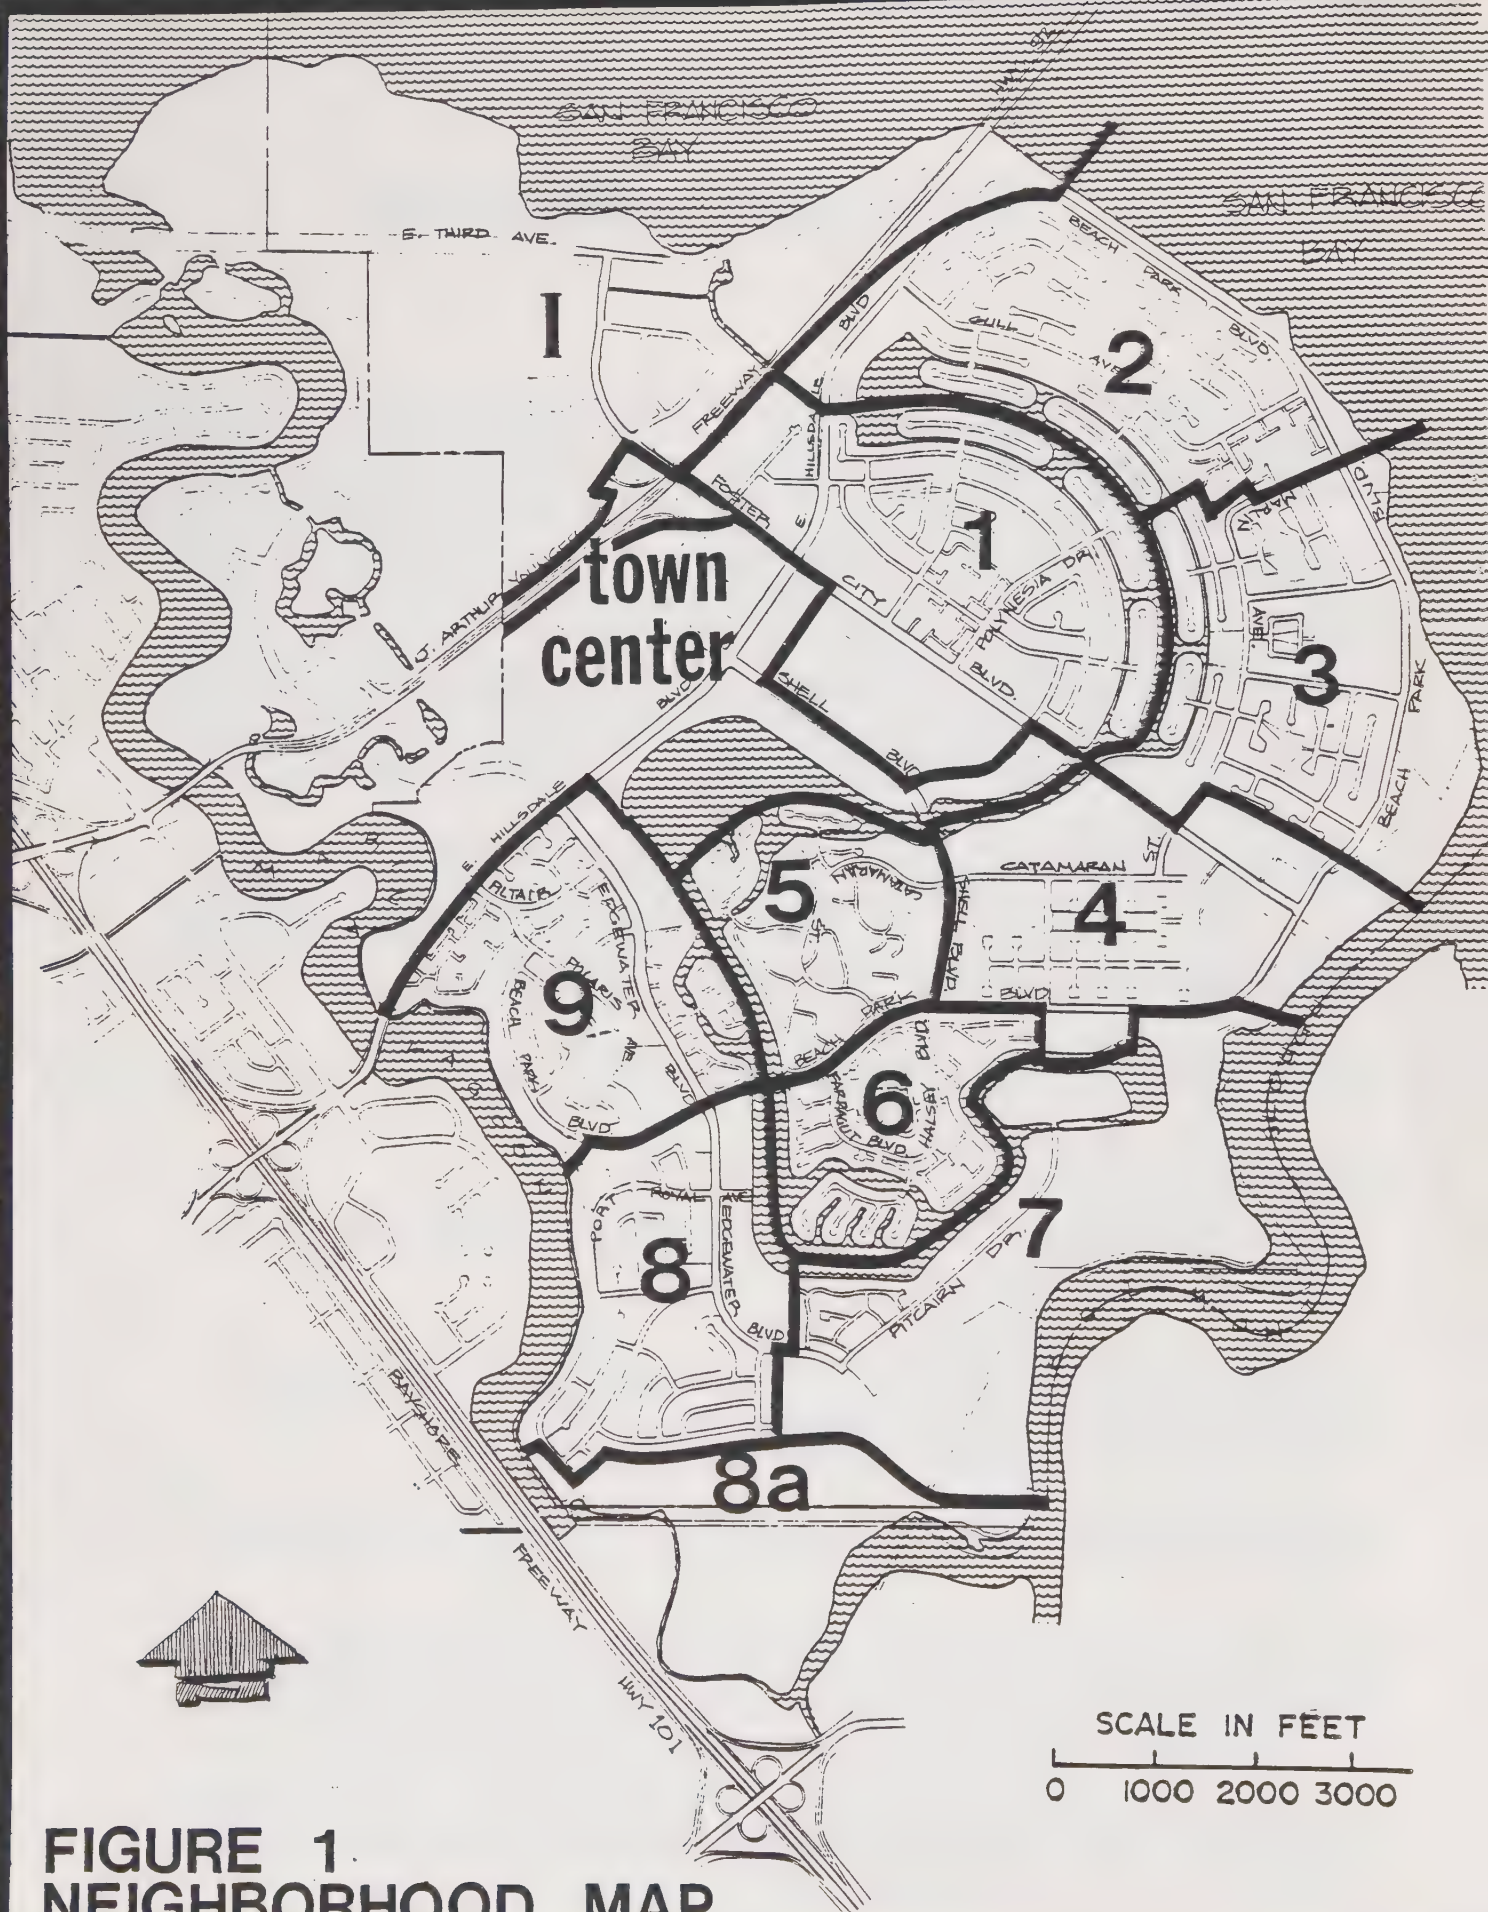 SAN FRANCISCO
BAY
SAN FRANCISCO
BAY
E. THIRD AVE.
I
BEACH PARK BLVD
BLVD
GULL AVE
2
FREEWAY
E. HILLSDALE
FOSTER CITY BLVD.
1
POLYNESIA DR.
MARLIN AVE.
BLVD
3
J. ARTHUR YOUNGER
town
center
BLVD
SHELL BLVD
BEACH PARK
E. HILLSDALE
ALTAIR
EDGEWATER BLVD
5
CATAMARAN ST.
CATAMARAN ST.
SHELL BLVD
4
9
POLARIS AVE
BEACH PARK BLVD.
BEACH PARK BLVD.
6
FARRAGUT BLVD.
HALSEY BLVD
7
PORT ROYAL AVE
EDGEWATER BLVD
8
PITCAIRN DR.
8a
BAYSHORE FREEWAY
HWY 101
SCALE IN FEET
0 1000 2000 3000
FIGURE 1.
NEIGHBORHOOD MAP